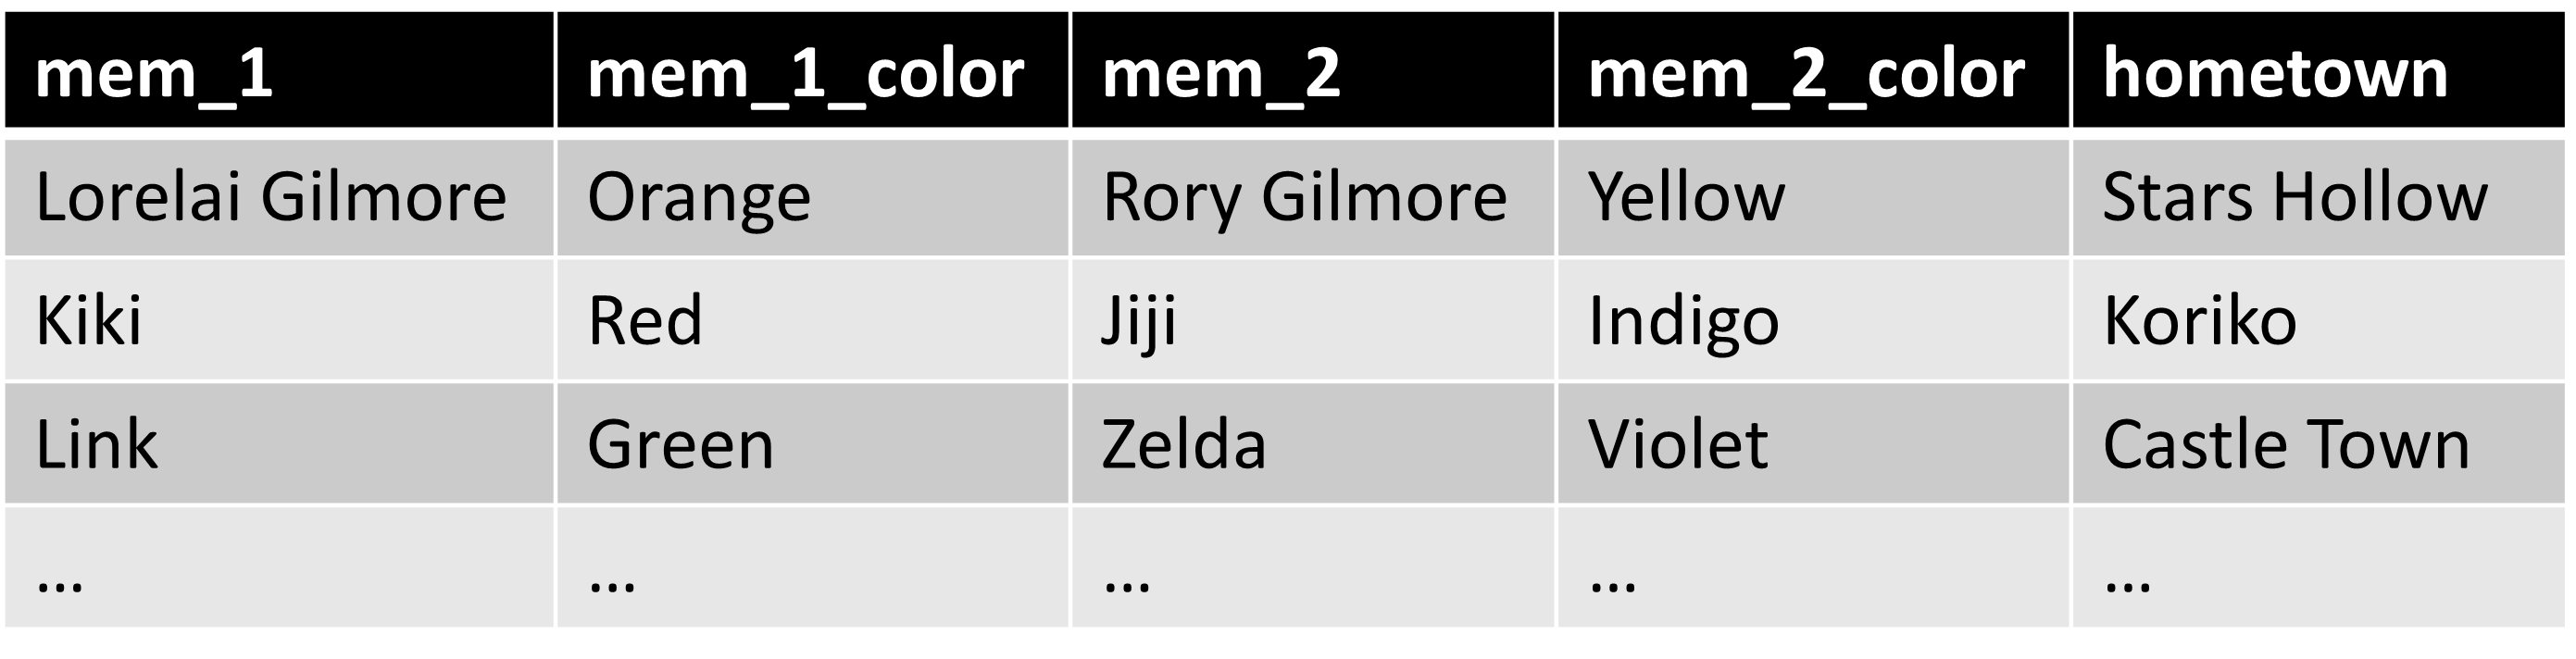 mem_1 mem_1_color mem_2 mem_2_color hometown
Lorelai Gilmore Orange Rory Gilmore Yellow Stars Hollow
Kiki Red Jiji Indigo Koriko
Link Green Zelda Violet Castle Town
... ... ... ... ...